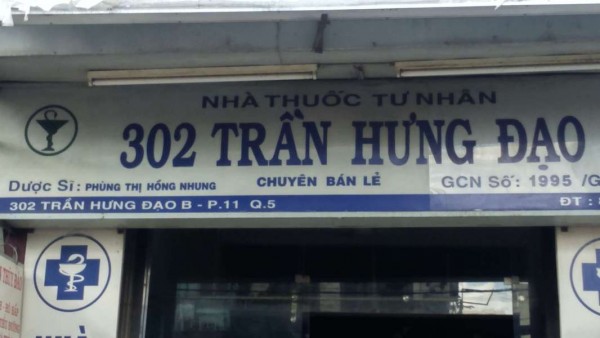 NHÀ THUỐC TƯ NHÂN
302 TRẦN HƯNG ĐẠO
Dược Sĩ : PHÙNG THỊ HỒNG NHUNG
CHUYÊN BÁN LẺ
GCN Số: 1995 /G
302 TRẦN HƯNG ĐẠO B - P.11 Q.5
ĐT :
NHÀ